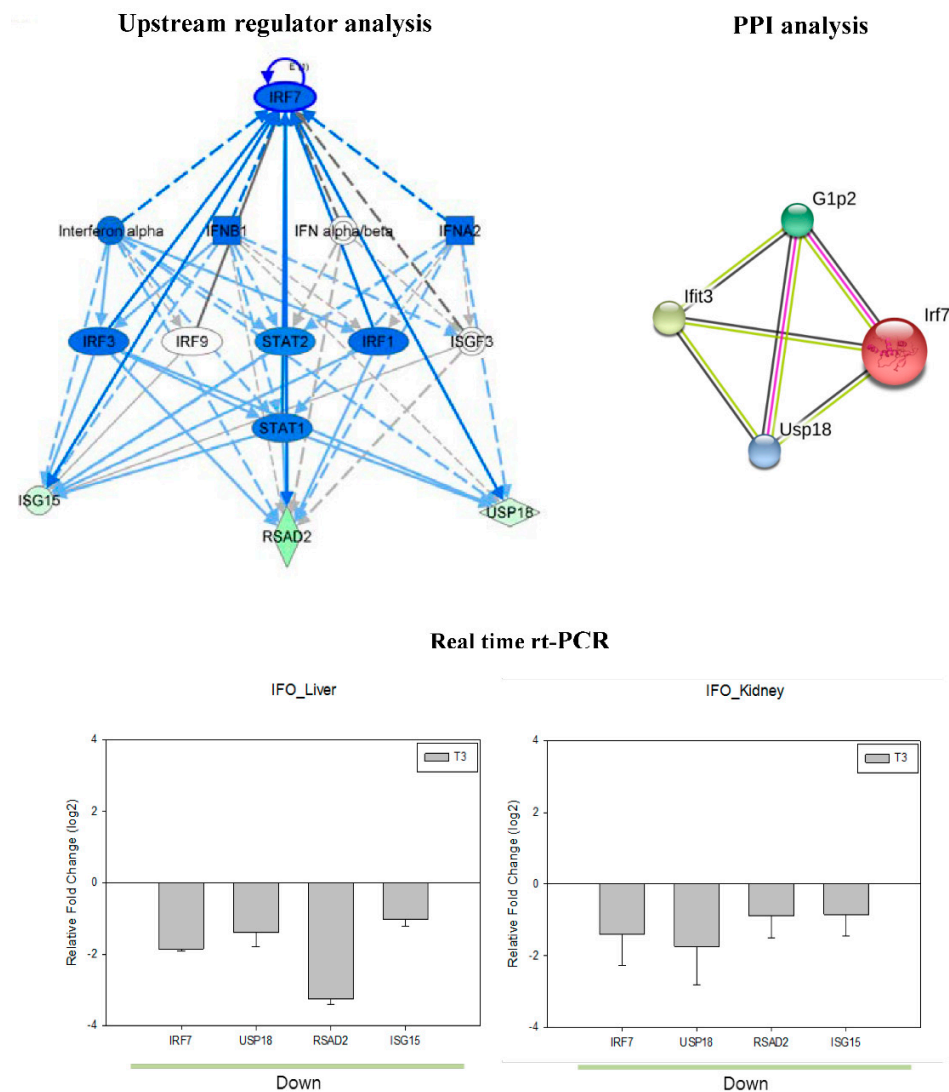 Upstream regulator analysis
PPI analysis
IRF7
Interferon alpha
IFNB1
IFN alpha/beta
IFNA2
IRF3
IRF9
STAT2
IRF1
ISGF3
STAT1
ISG15
RSAD2
USP18
G1p2
Ifit3
Irf7
Usp18
Real time rt-PCR
IFO_Liver
T3
Relative Fold Change (log2)
4
2
0
-2
-4
IRF7 USP18 RSAD2 ISG15
Down
IFO_Kidney
T3
Relative Fold Change (log2)
4
2
0
-2
-4
IRF7 USP18 RSAD2 ISG15
Down